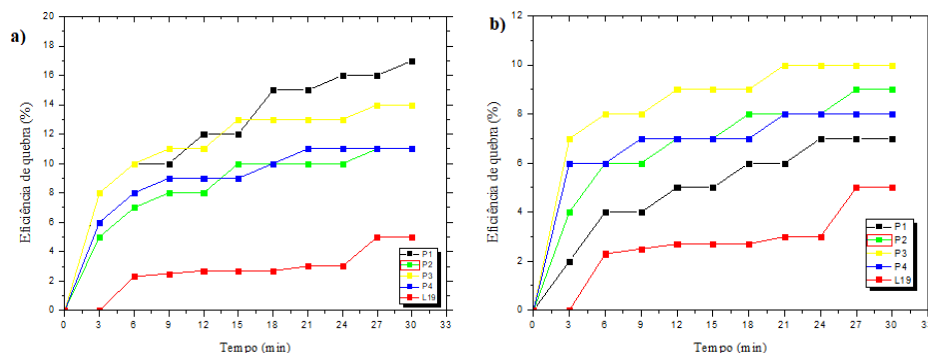 a)
Eficiência de quebra (%)
20
18
16
14
12
10
8
6
4
2
0
0 3 6 9 12 15 18 21 24 27 30 33
Tempo (min)
P1
P2
P3
P4
L19
b)
Eficiência de quebra (%)
12
10
8
6
4
2
0
0 3 6 9 12 15 18 21 24 27 30 33
Tempo (min)
P1
P2
P3
P4
L19